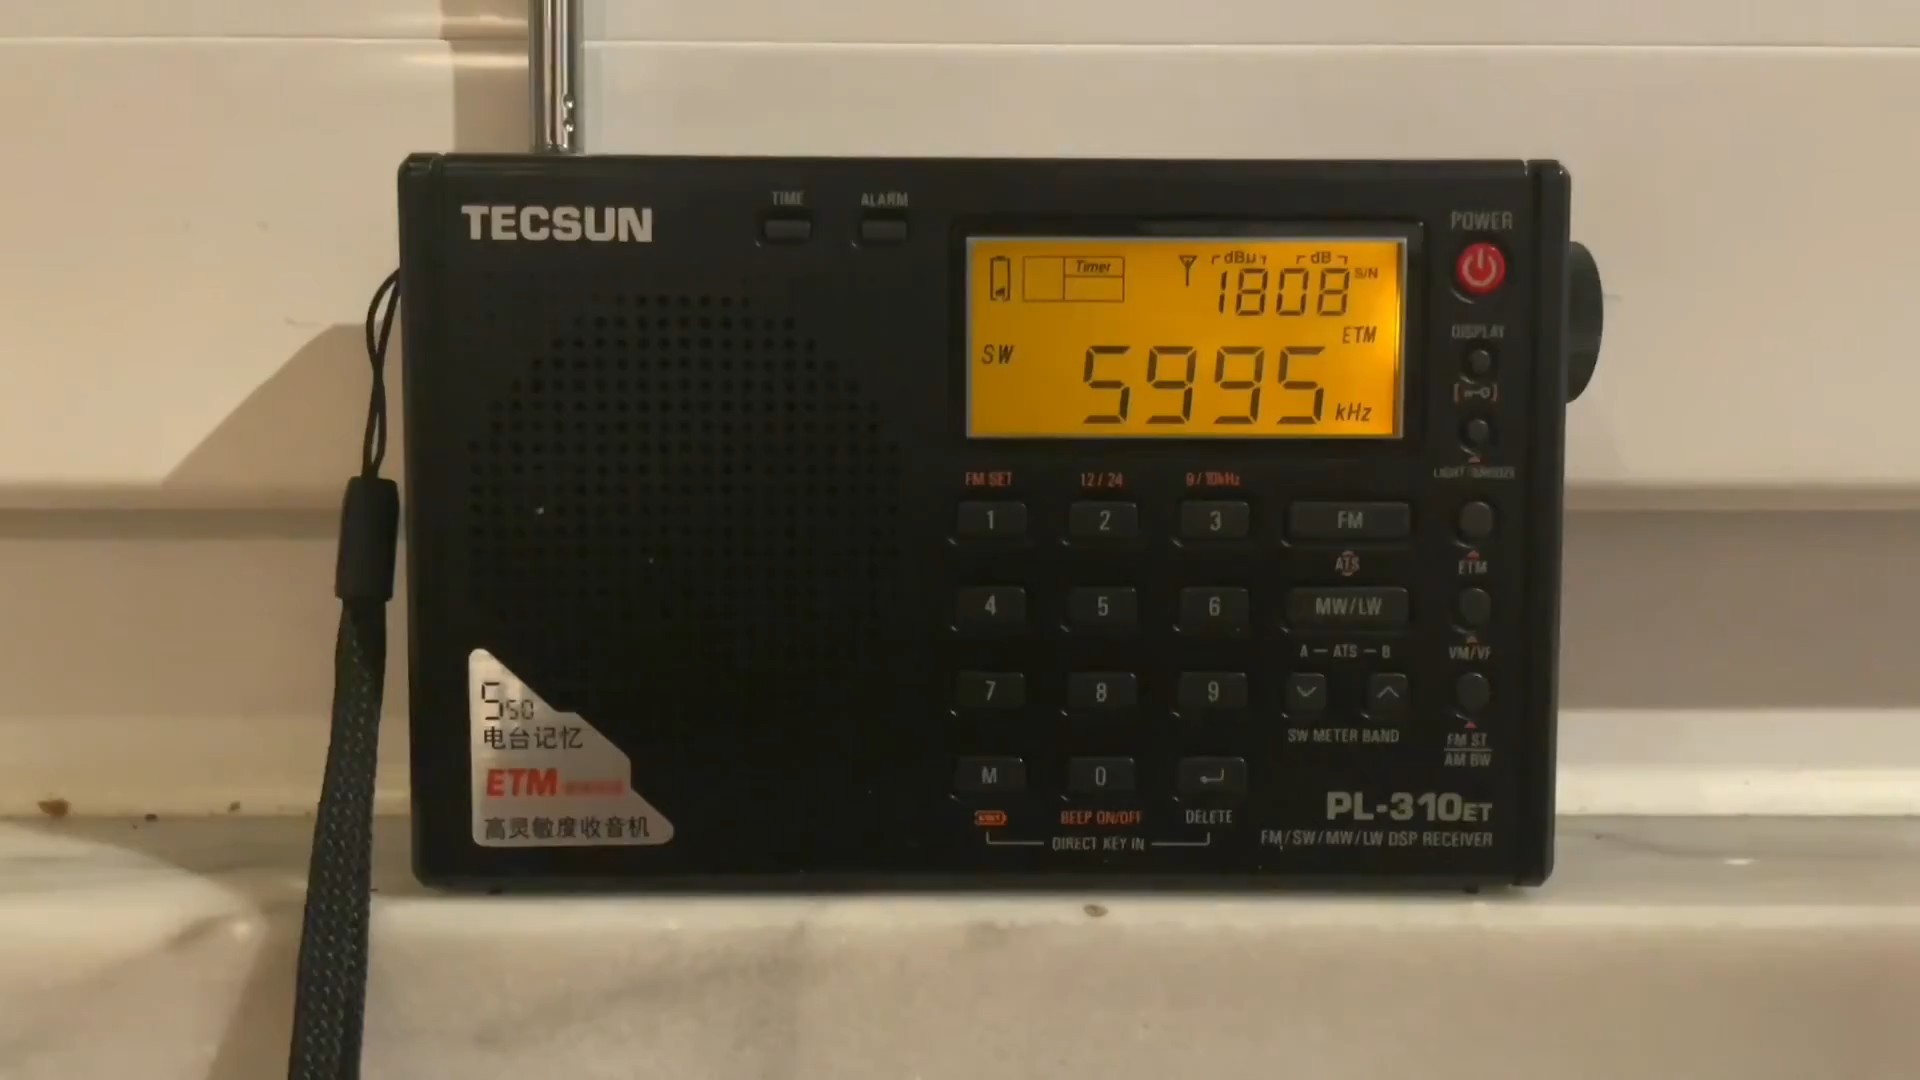 TIME ALARM
TECSUN
POWER
Timer
dBµ dB
1808 S/N
ETM
SW
5995 kHz
DISPLAY
FM SET 12 / 24 9 / 10kHz
1 2 3 FM
ATS
ETM
4 5 6 MW/LW
A — ATS — B
VM/VF
7 8 9
SW METER BAND
FM ST
AM BW
M 0
BEEP ON/OFF DELETE
DIRECT KEY IN
PL-310ET
FM/SW/MW/LW DSP RECEIVER
550
电台记忆
ETM
高灵敏度收音机